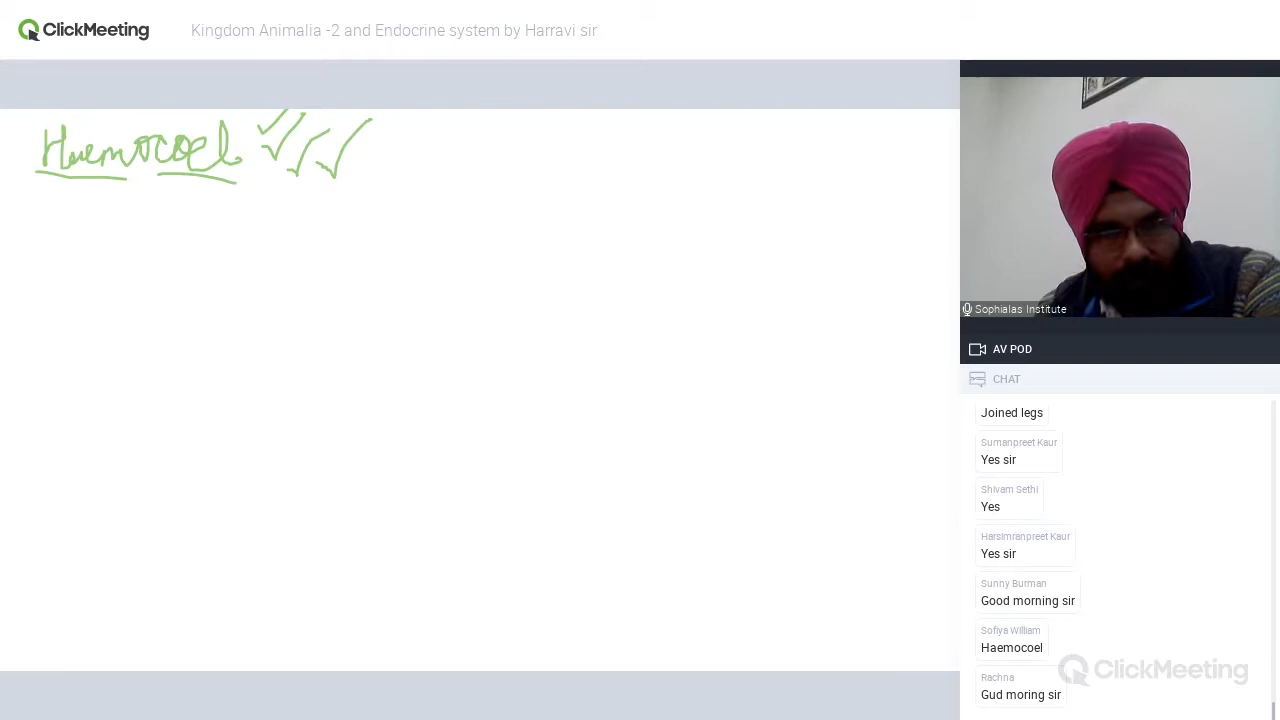 ClickMeeting
Kingdom Animalia -2 and Endocrine system by Harravi sir
Haemocoel
Sophialas Institute
AV POD
CHAT
Joined legs
Sumanpreet Kaur
Yes sir
Shivam Sethi
Yes
Harsimranpreet Kaur
Yes sir
Sunny Burman
Good morning sir
Sofiya William
Haemocoel
Rachna
Gud moring sir
ClickMeeting